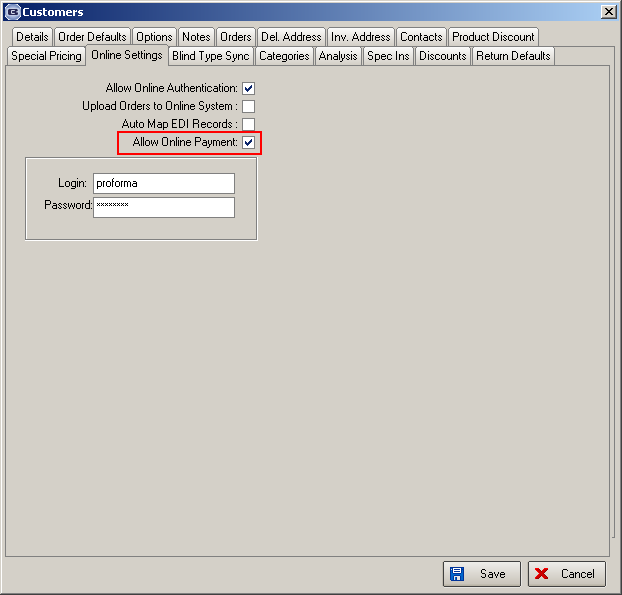 Customers
Details Order Defaults Options Notes Orders Del. Address Inv. Address Contacts Product Discount
Special Pricing Online Settings Blind Type Sync Categories Analysis Spec Ins Discounts Return Defaults
Allow Online Authentication:
Upload Orders to Online System :
Auto Map EDI Records :
Allow Online Payment:
Login: proforma
Password: ********
Save Cancel